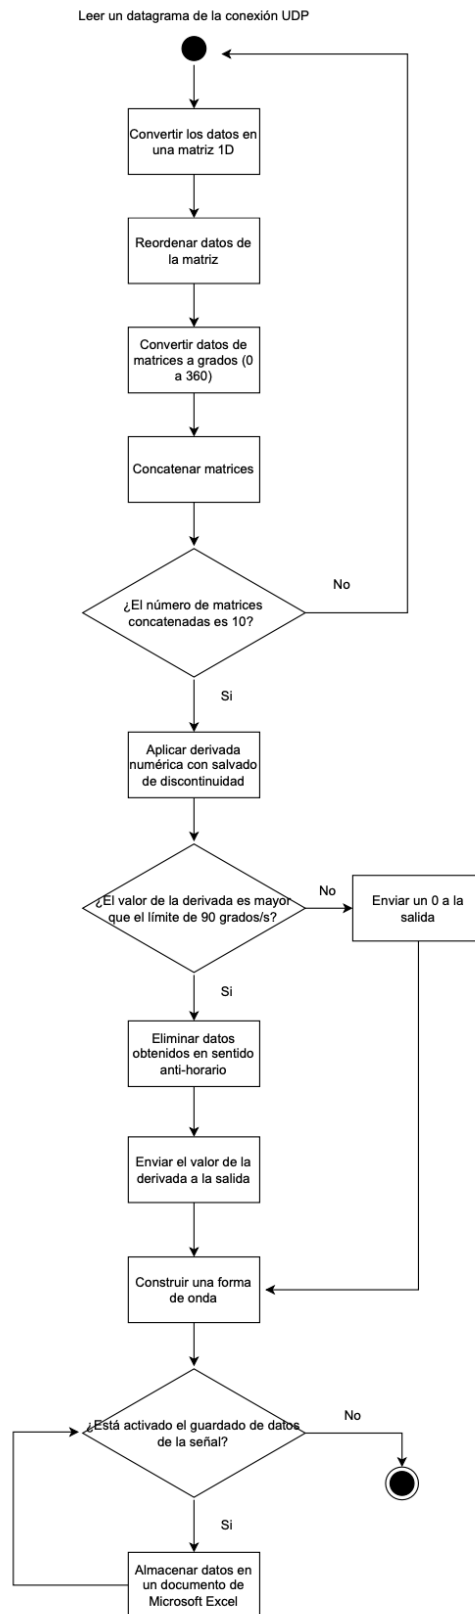 Leer un datagrama de la conexión UDP
Convertir los datos en
una matriz 1D
Reordenar datos de
la matriz
Convertir datos de
matrices a grados (0
a 360)
Concatenar matrices
¿El número de matrices
concatenadas es 10?
No
Si
Aplicar derivada
numérica con salvado
de discontinuidad
¿El valor de la derivada es mayor
que el límite de 90 grados/s?
No
Enviar un 0 a la
salida
Si
Eliminar datos
obtenidos en sentido
anti-horario
Enviar el valor de la
derivada a la salida
Construir una forma
de onda
¿Está activado el guardado de datos
de la señal?
No
Si
Almacenar datos en
un documento de
Microsoft Excel